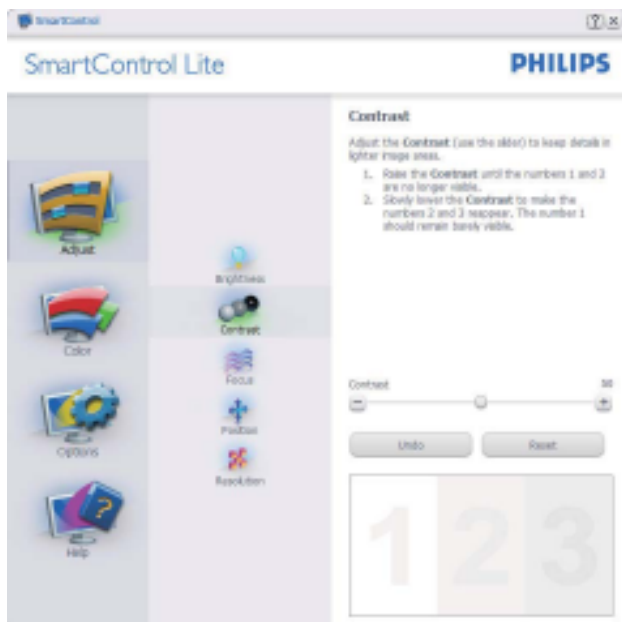 SmartControl
SmartControl Lite
PHILIPS
Adjust
Color
Options
Help
Brightness
Contrast
Focus
Position
Resolution
Contrast
Adjust the Contrast (use the slider) to keep details in
lighter image areas.
1. Raise the Contrast until the numbers 1 and 2
are no longer visible.
2. Slowly lower the Contrast to make the
numbers 2 and 3 reappear. The number 1
should remain barely visible.
Contrast 50
Undo Reset
1 2 3